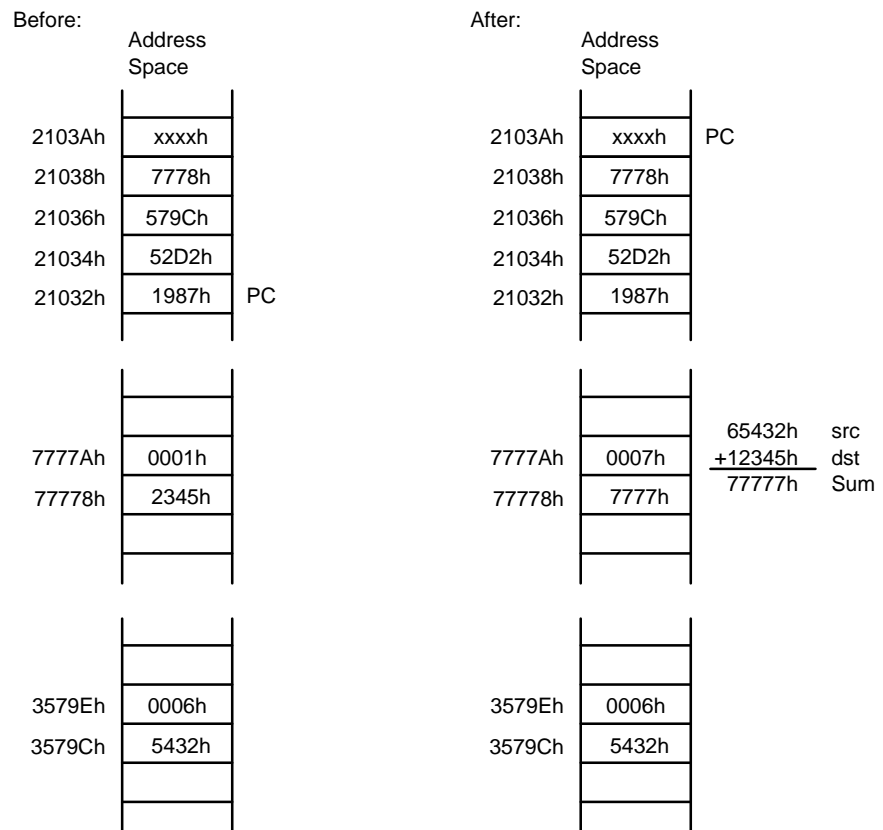 Before:
Address
Space
2103Ah xxxxh
21038h 7778h
21036h 579Ch
21034h 52D2h
21032h 1987h PC
7777Ah 0001h
77778h 2345h
3579Eh 0006h
3579Ch 5432h
After:
Address
Space
2103Ah xxxxh PC
21038h 7778h
21036h 579Ch
21034h 52D2h
21032h 1987h
65432h src
7777Ah 0007h +12345h dst
77778h 7777h 77777h Sum
3579Eh 0006h
3579Ch 5432h